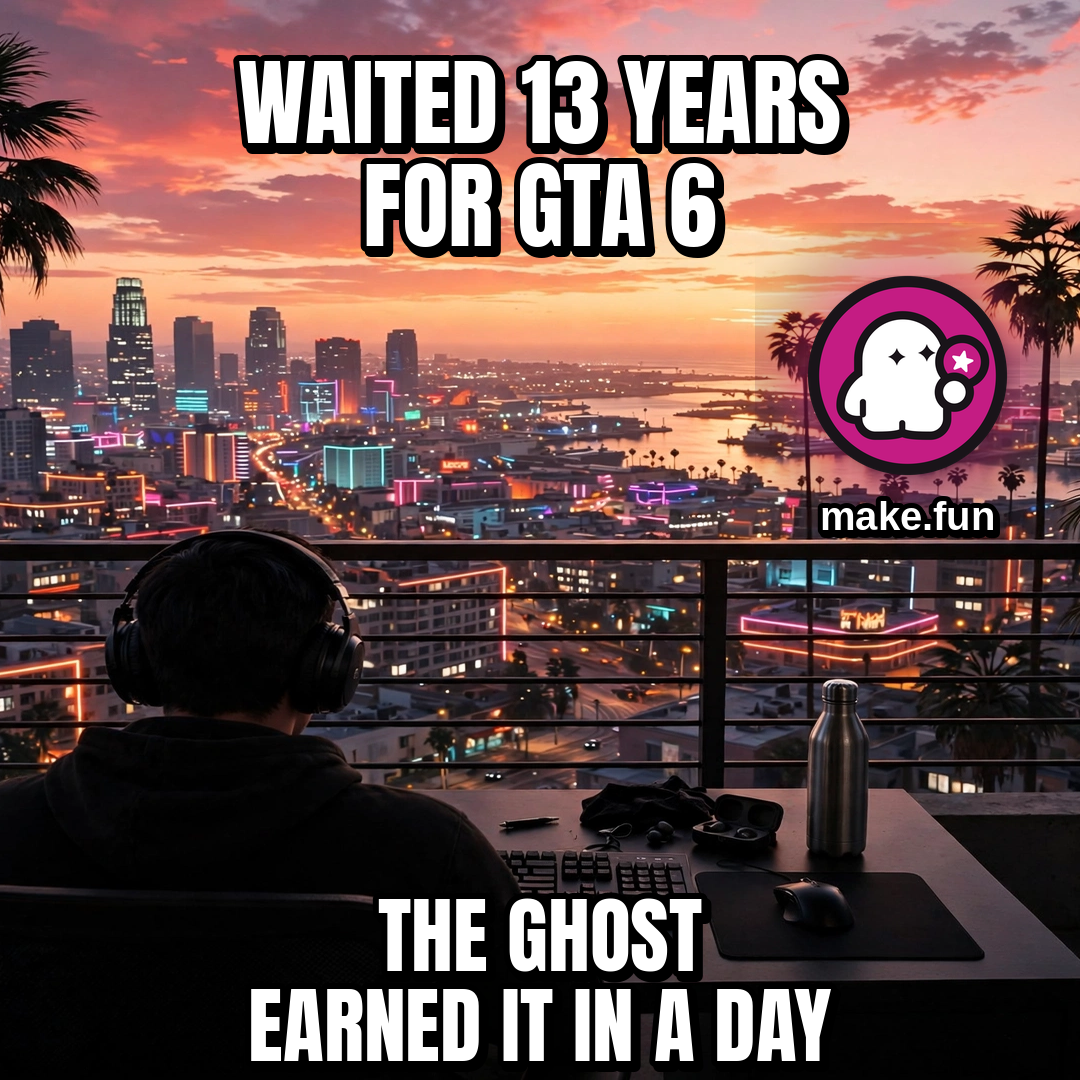 WAITED 13 YEARS
FOR GTA 6
make.fun
THE GHOST
EARNED IT IN A DAY